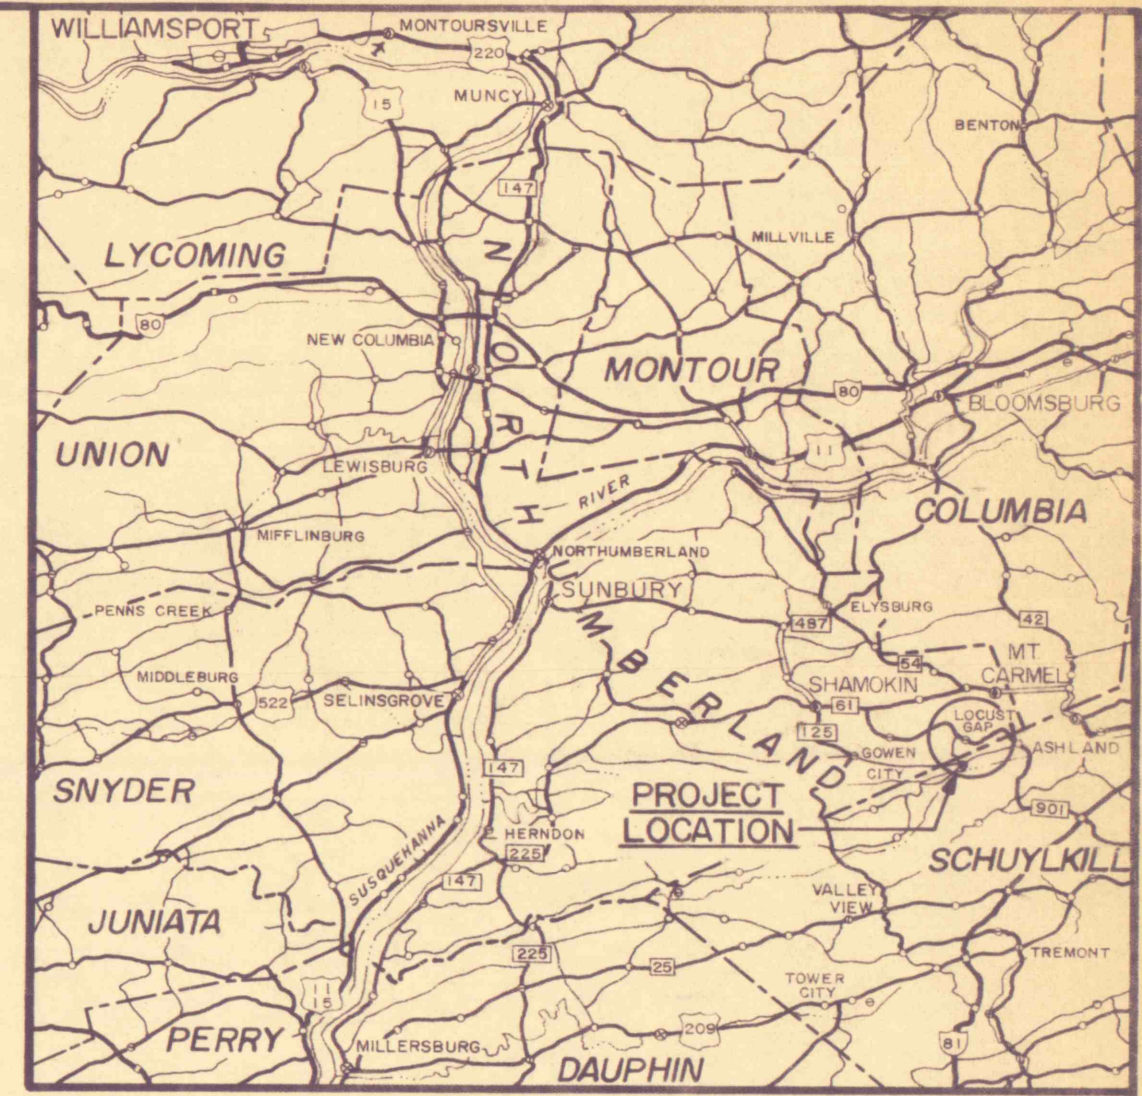 WILLIAMSPORT
MONTOURSVILLE
220
15
MUNCY
BENTON
147
MILLVILLE
LYCOMING
80
NEW COLUMBIA
MONTOUR
80
BLOOMSBURG
UNION
LEWISBURG
11
RIVER
COLUMBIA
MIFFLINBURG
NORTHUMBERLAND
SUNBURY
PENNS CREEK
ELYSBURG
487
42
NORTHUMBERLAND
54
MT.
CARMEL
MIDDLEBURG
522
SELINSGROVE
SHAMOKIN
61
LOCUST
GAP
125
GOWEN
CITY
ASHLAND
147
SNYDER
PROJECT
LOCATION
901
HERNDON
225
SUSQUEHANNA
147
SCHUYLKILL
VALLEY
VIEW
JUNIATA
225
25
TREMONT
TOWER
CITY
11
15
PERRY
MILLERSBURG
209
81
DAUPHIN